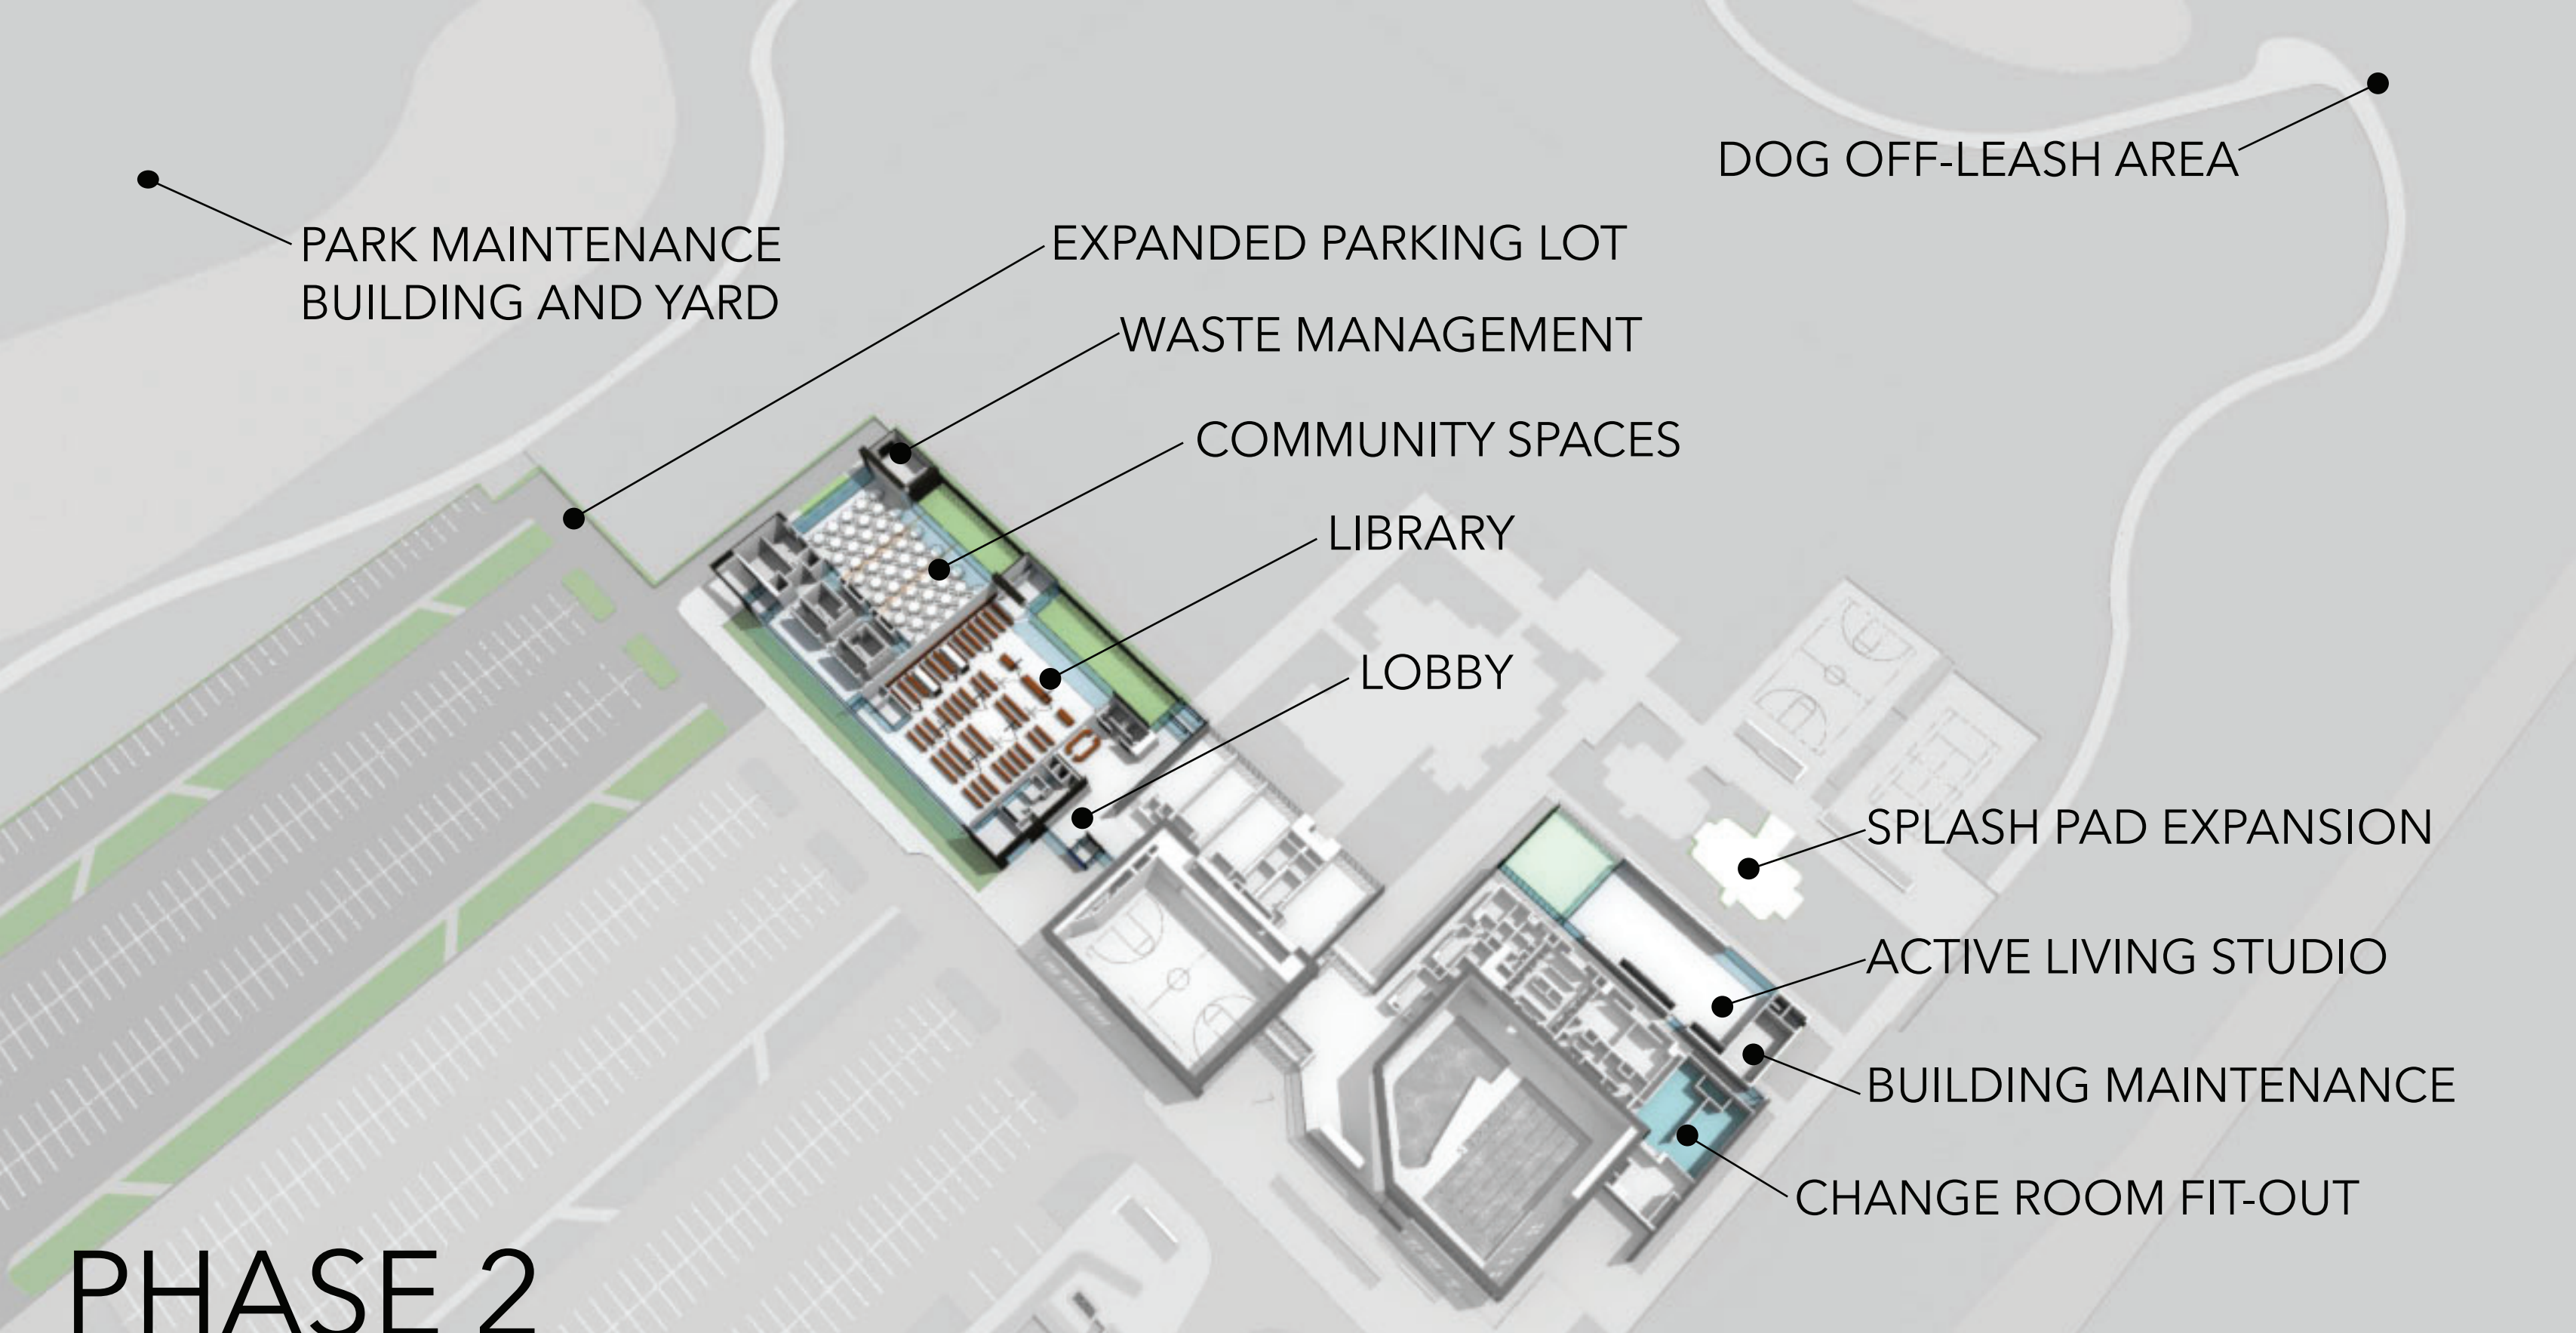 DOG OFF-LEASH AREA
PARK MAINTENANCE
BUILDING AND YARD
EXPANDED PARKING LOT
WASTE MANAGEMENT
COMMUNITY SPACES
LIBRARY
LOBBY
SPLASH PAD EXPANSION
ACTIVE LIVING STUDIO
BUILDING MAINTENANCE
CHANGE ROOM FIT-OUT
PHASE 2